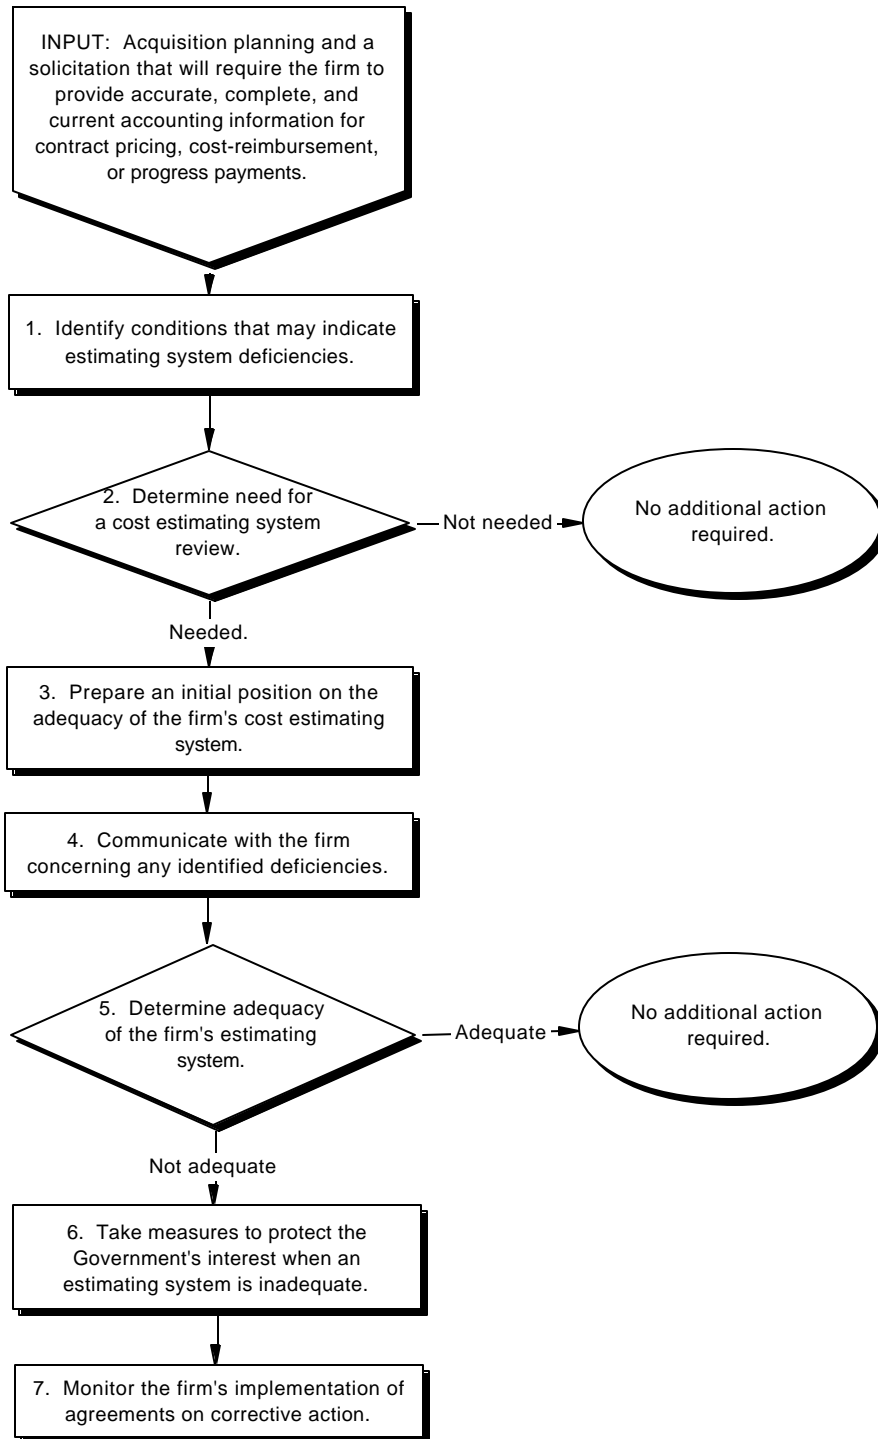 INPUT: Acquisition planning and a
solicitation that will require the firm to
provide accurate, complete, and
current accounting information for
contract pricing, cost-reimbursement,
or progress payments.
1. Identify conditions that may indicate
estimating system deficiencies.
2. Determine need for
a cost estimating system
review.
Not needed
No additional action
required.
Needed.
3. Prepare an initial position on the
adequacy of the firm's cost estimating
system.
4. Communicate with the firm
concerning any identified deficiencies.
5. Determine adequacy
of the firm's estimating
system.
Adequate
No additional action
required.
Not adequate
6. Take measures to protect the
Government's interest when an
estimating system is inadequate.
7. Monitor the firm's implementation of
agreements on corrective action.